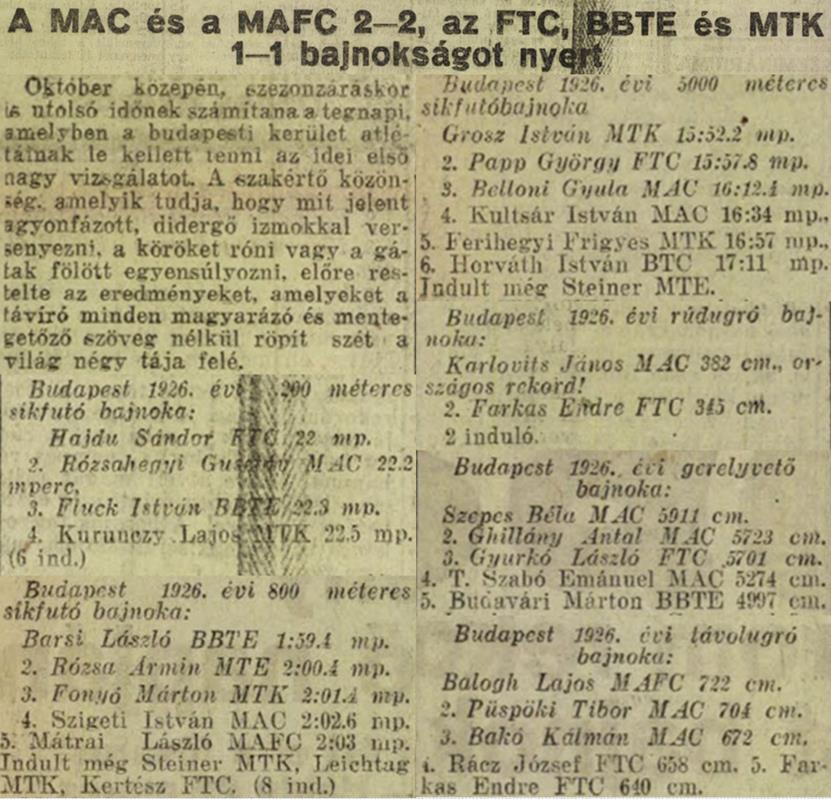 A MAC és a MAFC 2—2, az FTC, BBTE és MTK
1—1 bajnokságot nyert
Október közepén, szezonzáráskor
is utolsó időnek számítana a tegnapi,
amelyben a budapesti kerület atlé-
táinak le kellett tenni az idei első
nagy vizsgálatot. A szakértő közön-
ség, amelyik tudja, hogy mit jelent
agyonfázott, didergő izmokkal ver-
senyezni, a köröket róni vagy a gá-
tak fölött egyensúlyozni, előre res-
telte az eredményeket, amelyeket a
távíró minden magyarázó és mente-
getőző szöveg nélkül röpít szét a
világ négy tája felé.
Budapest 1926. évi 200 méteres
síkfutó bajnoka:
Hajdu Sándor FTC 22 mp.
2. Rózsahegyi Gusztáv MAC 22.2
mperc,
3. Fluck István BBTE 22.3 mp.
4. Kurunczy Lajos MTK 22.5 mp.
(6 ind.)
Budapest 1926. évi 800 méteres
síkfutó bajnoka:
Barsi László BBTE 1:59.4 mp.
2. Rózsa Ármin MTE 2:00.4 mp.
3. Fonyó Márton MTK 2:01.4 mp.
4. Szigeti István MAC 2:02.6 mp.
5. Mátrai László MAFC 2:03 mp.
Indult még Steiner MTK, Leichtag
MTK, Kertész FTC. (8 ind.)
Budapest 1926. évi 5000 méteres
síkfutóbajnoka
Grosz István MTK 15:52.2 mp.
2. Papp György FTC 15:57.8 mp.
3. Belloni Gyula MAC 16:12.4 mp.
4. Kultsár István MAC 16:34 mp.,
5. Ferihegyi Frigyes MTK 16:57 mp.,
6. Horváth István BTC 17:11 mp.
Indult még Steiner MTE.
Budapest 1926. évi rúdugró baj-
noka:
Karlovits János MAC 382 cm., or-
szágos rekord!
2. Farkas Endre FTC 345 cm.
2 induló.
Budapest 1926. évi gerelyvető
bajnoka:
Szepes Béla MAC 5911 cm.
2. Ghillány Antal MAC 5723 cm.
3. Gyurkó László FTC 5701 cm.
4. T. Szabó Emánuel MAC 5274 cm.
5. Budavári Márton BBTE 4997 cm.
Budapest 1926. évi távolugró
bajnoka:
Balogh Lajos MAFC 722 cm.
2. Püspöki Tibor MAC 704 cm.
3. Bakó Kálmán MAC 672 cm.
4. Rácz József FTC 658 cm. 5. Far-
kas Endre FTC 640 cm.